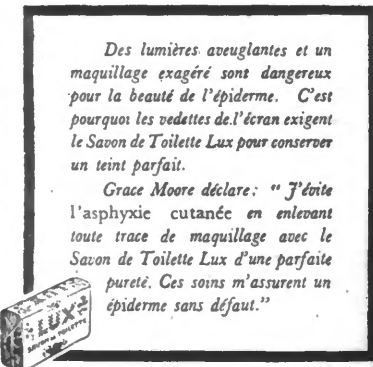 Des lumières aveuglantes et un
maquillage exagéré sont dangereux
pour la beauté de l'épiderme. C'est
pourquoi les vedettes de l'écran exigent
le Savon de Toilette Lux pour conserver
un teint parfait.
Grace Moore déclare: " J'évite
l'asphyxie cutanée en enlevant
toute trace de maquillage avec le
Savon de Toilette Lux d'une parfaite
pureté. Ces soins m'assurent un
épiderme sans défaut."
LUX
SAVON DE TOILETTE